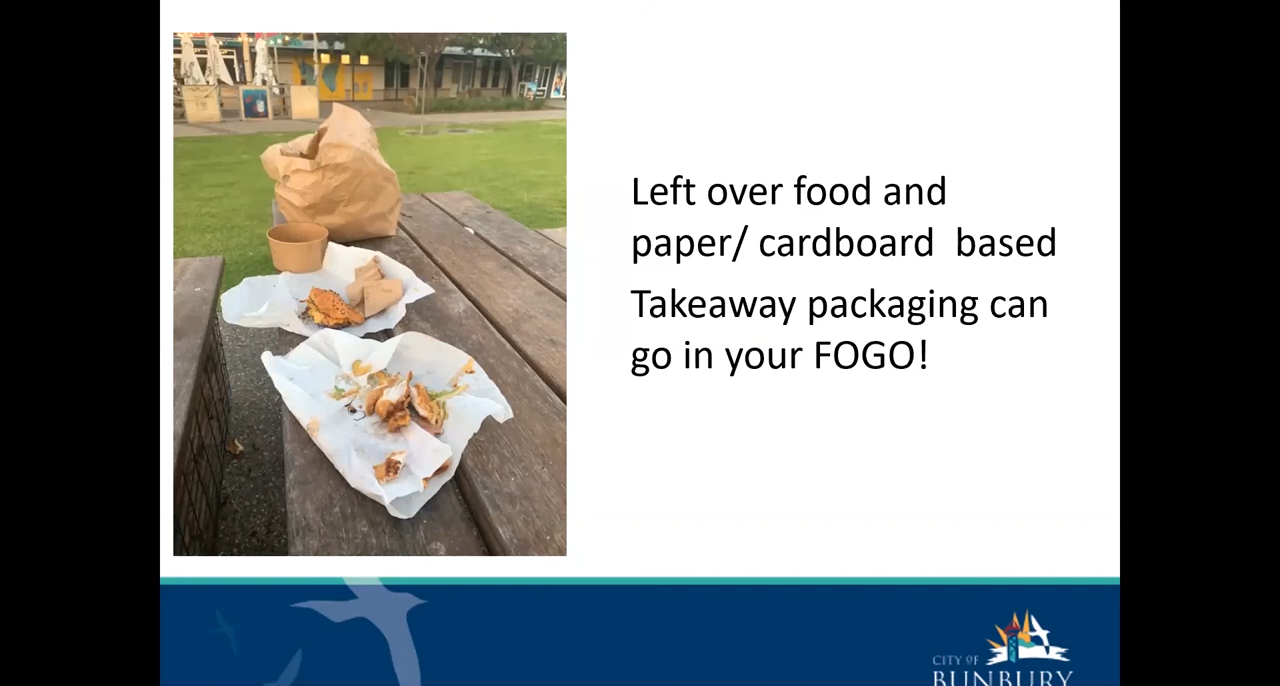 Left over food and
paper/ cardboard  based
Takeaway packaging can
go in your FOGO!
CITY OF
BUNBURY